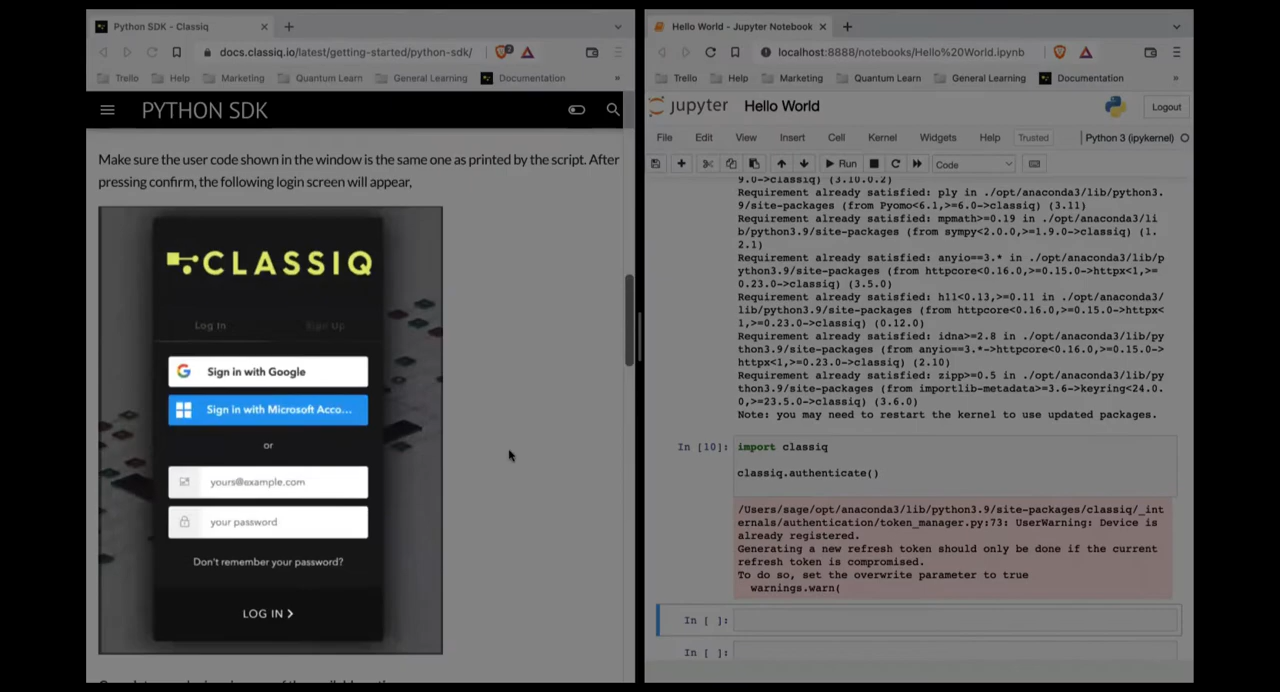 Python SDK - Classiq
docs.classiq.io/latest/getting-started/python-sdk/
2
Trello
Help
Marketing
Quantum Learn
General Learning
Documentation
»
PYTHON SDK
Make sure the user code shown in the window is the same one as printed by the script. After
pressing confirm, the following login screen will appear,
CLASSIQ
Log In
Sign Up
Sign in with Google
Sign in with Microsoft Acco...
or
yours@example.com
your password
Don't remember your password?
LOG IN >
Hello World - Jupyter Notebook
localhost:8888/notebooks/Hello%20World.ipynb
Trello
Help
Marketing
Quantum Learn
General Learning
Documentation
»
jupyter
Hello World
Logout
File
Edit
View
Insert
Cell
Kernel
Widgets
Help
Trusted
Python 3 (ipykernel)
Run
Code
9.0->classiq) (3.10.0.2)
Requirement already satisfied: ply in ./opt/anaconda3/lib/python3.
9/site-packages (from Pyomo<6.1,>=6.0->classiq) (3.11)
Requirement already satisfied: mpmath>=0.19 in ./opt/anaconda3/li
b/python3.9/site-packages (from sympy<2.0.0,>=1.9.0->classiq) (1.
2.1)
Requirement already satisfied: anyio==3.* in ./opt/anaconda3/lib/p
ython3.9/site-packages (from httpcore<0.16.0,>=0.15.0->httpx<1,>=
0.23.0->classiq) (3.5.0)
Requirement already satisfied: h11<0.13,>=0.11 in ./opt/anaconda3/
lib/python3.9/site-packages (from httpcore<0.16.0,>=0.15.0->httpx<
1,>=0.23.0->classiq) (0.12.0)
Requirement already satisfied: idna>=2.8 in ./opt/anaconda3/lib/py
thon3.9/site-packages (from anyio==3.*->httpcore<0.16.0,>=0.15.0->
httpx<1,>=0.23.0->classiq) (2.10)
Requirement already satisfied: zipp>=0.5 in ./opt/anaconda3/lib/py
thon3.9/site-packages (from importlib-metadata>=3.6->keyring<24.0.
0,>=23.5.0->classiq) (3.6.0)
Note: you may need to restart the kernel to use updated packages.
In [10]:
import classiq
classiq.authenticate()
/Users/sage/opt/anaconda3/lib/python3.9/site-packages/classiq/_int
ernals/authentication/token_manager.py:73: UserWarning: Device is
already registered.
Generating a new refresh token should only be done if the current
refresh token is compromised.
To do so, set the overwrite parameter to true
warnings.warn(
In [ ]:
In [ ]: